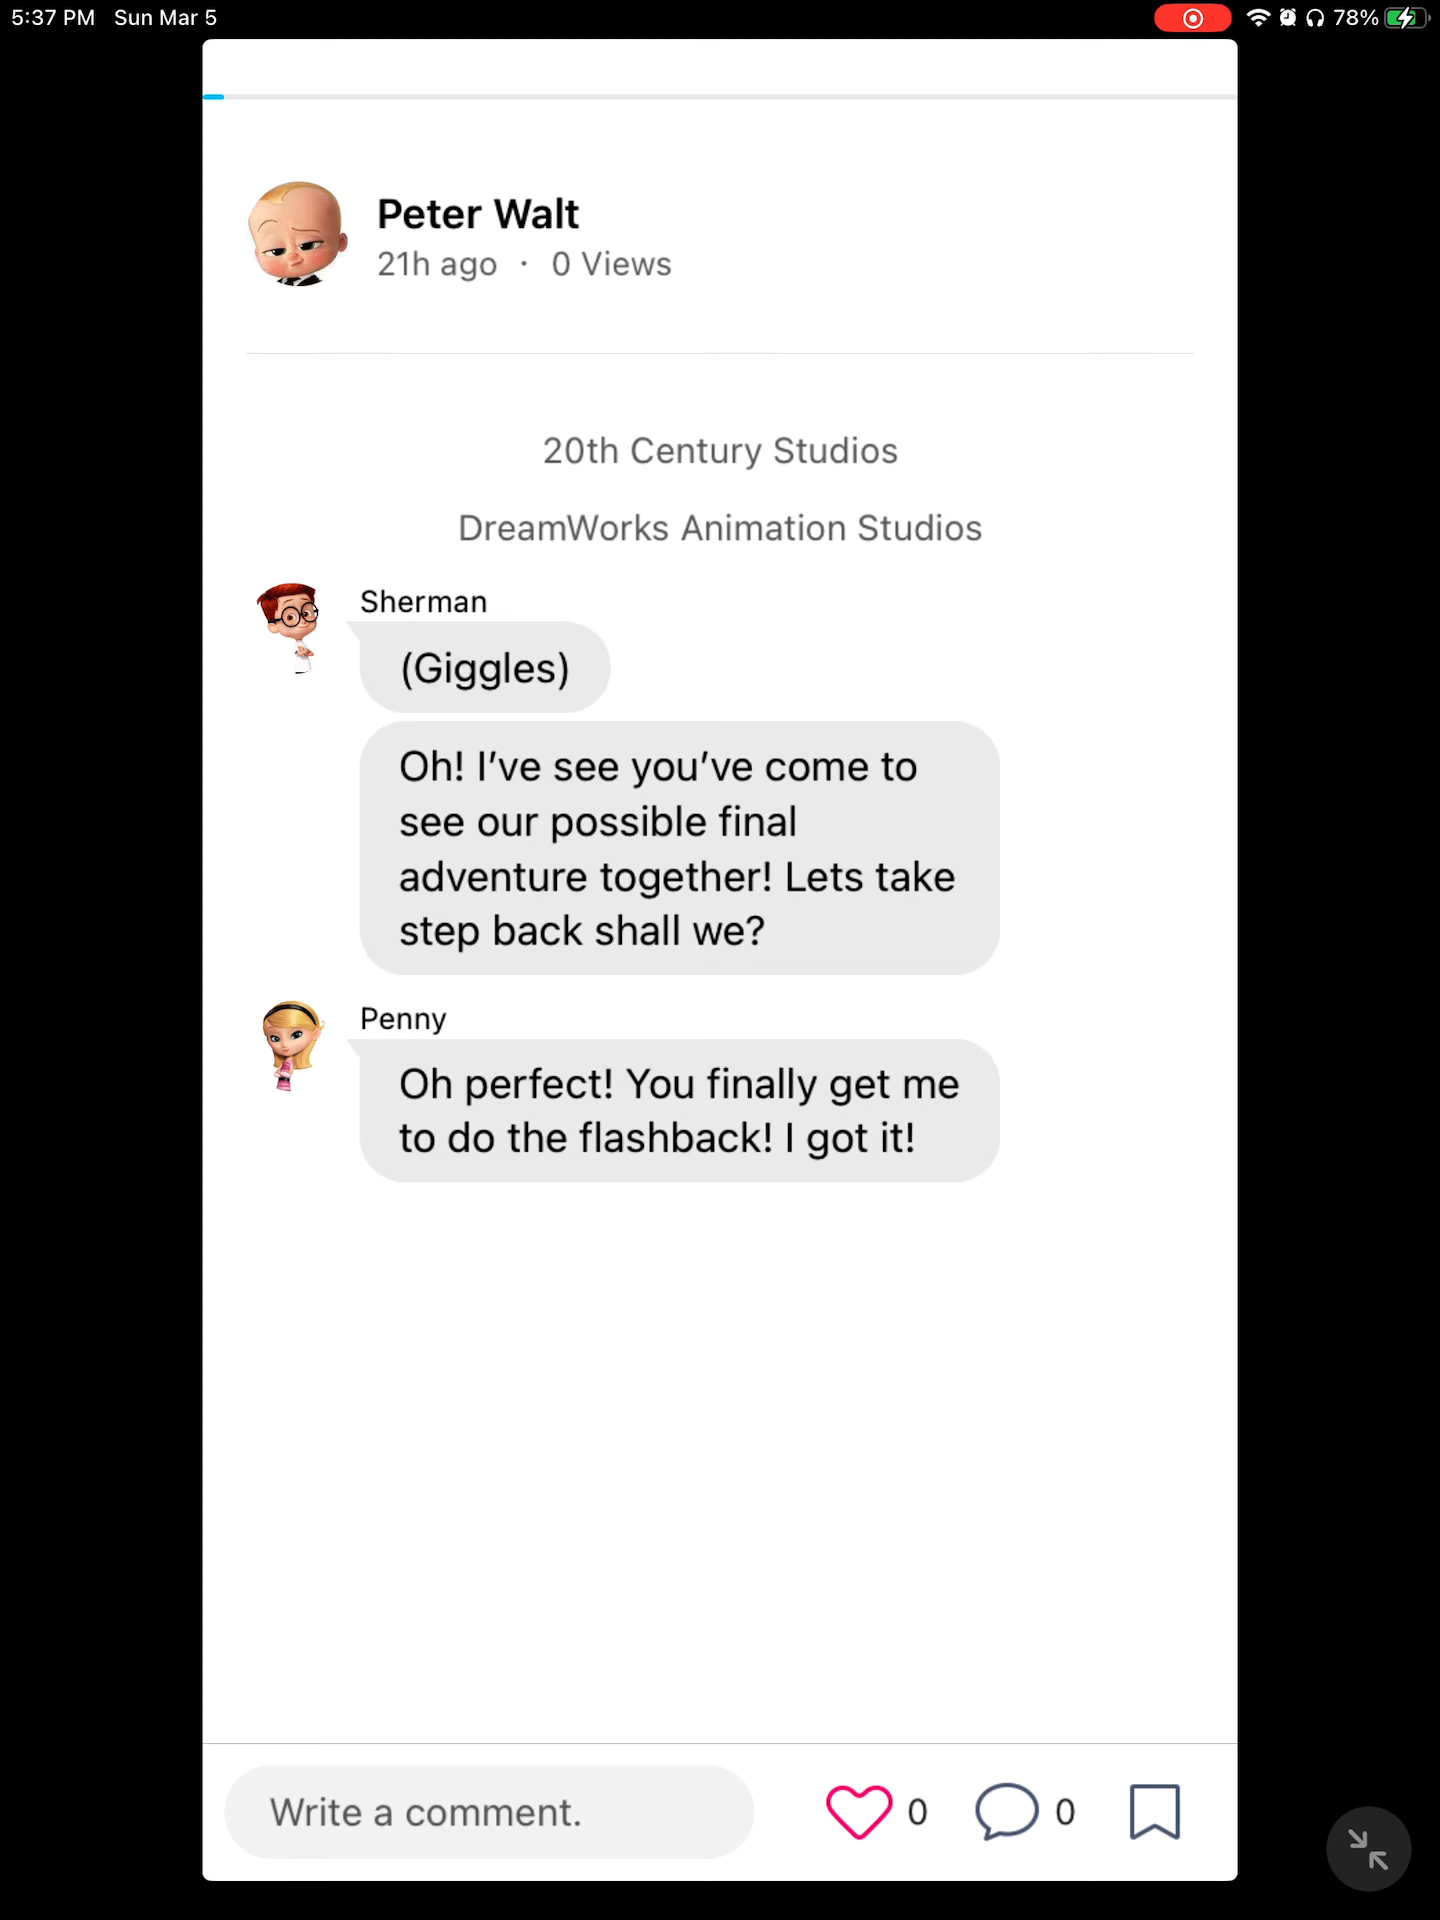 5:37 PM Sun Mar 5 78%
Peter Walt
21h ago · 0 Views
20th Century Studios
DreamWorks Animation Studios
Sherman
(Giggles)
Oh! I’ve see you’ve come to
see our possible final
adventure together! Lets take
step back shall we?
Penny
Oh perfect! You finally get me
to do the flashback! I got it!
Write a comment. 0 0